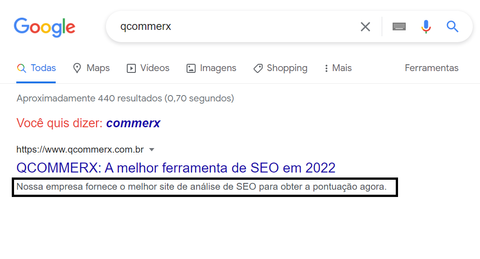 Google
qcommerx
Todas Maps Videos Imagens Shopping Mais Ferramentas
Aproximadamente 440 resultados (0,70 segundos)
Você quis dizer: commerx
https://www.qcommerx.com.br
QCOMMERX: A melhor ferramenta de SEO em 2022
Nossa empresa fornece o melhor site de análise de SEO para obter a pontuação agora.